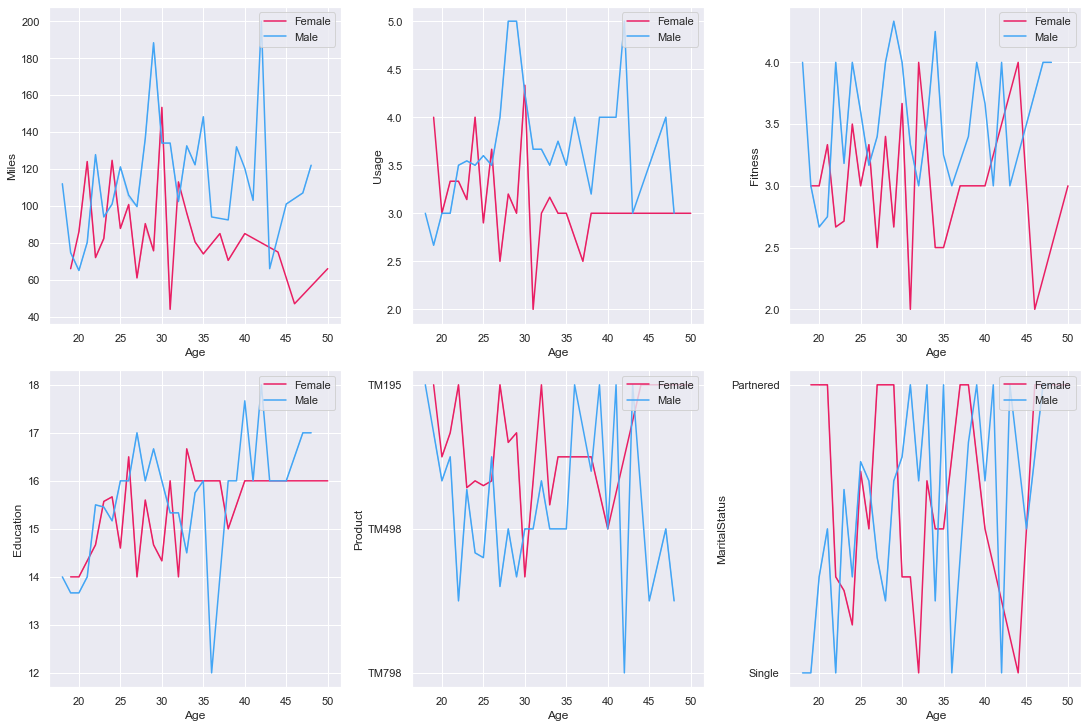 Female
Male
200
180
160
140
120
100
80
60
40
Miles
20 25 30 35 40 45 50
Age
Female
Male
5.0
4.5
4.0
3.5
3.0
2.5
2.0
Usage
20 25 30 35 40 45 50
Age
Female
Male
4.0
3.5
3.0
2.5
2.0
Fitness
20 25 30 35 40 45 50
Age
Female
Male
18
17
16
15
14
13
12
Education
20 25 30 35 40 45 50
Age
Female
Male
TM195
TM498
TM798
Product
20 25 30 35 40 45 50
Age
Female
Male
Partnered
Single
MaritalStatus
20 25 30 35 40 45 50
Age